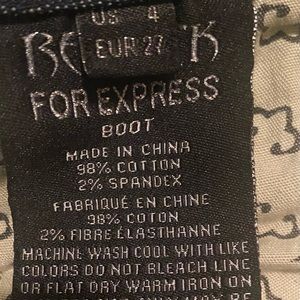 US 4
EUR 27
FOR EXPRESS
BOOT
MADE IN CHINA
98% COTTON
2% SPANDEX
FABRIQUÉ EN CHINE
98% COTON
2% FIBRE ÉLASTHANNE
MACHINE WASH COOL WITH LIKE
COLORS DO NOT BLEACH LINE
OR FLAT DRY WARM IRON ON